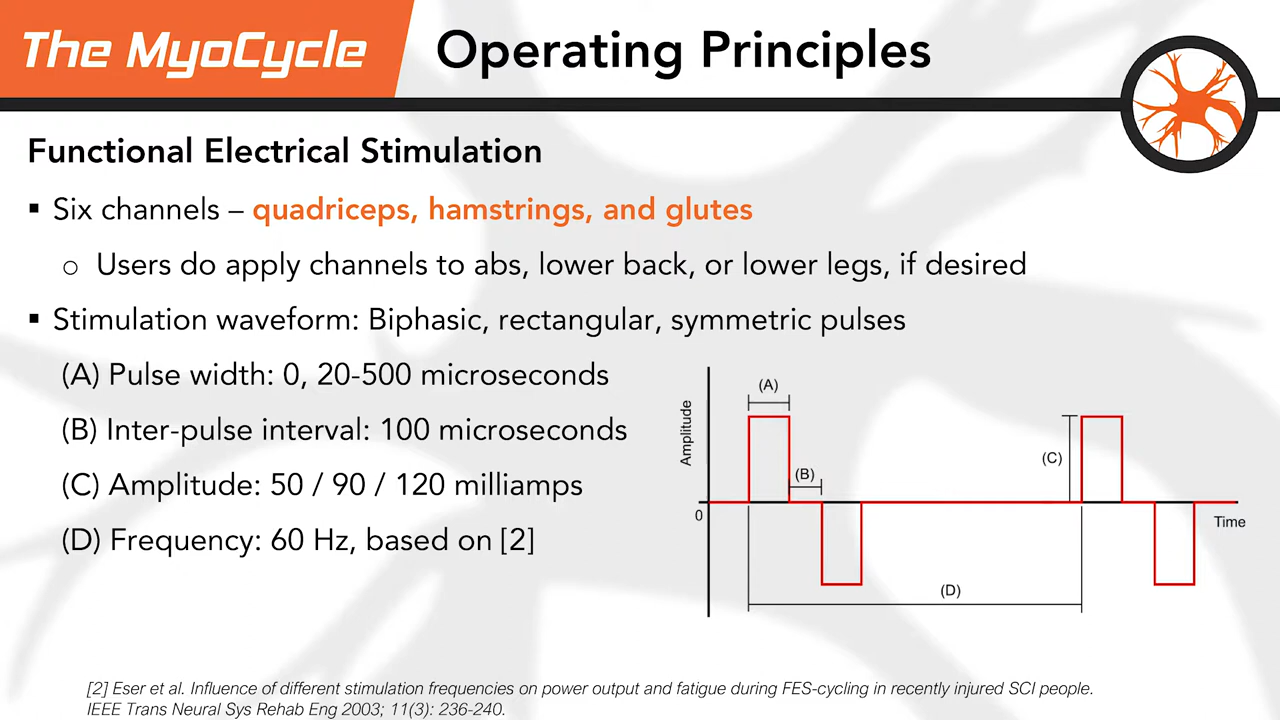 The MyoCycle
Operating Principles
Functional Electrical Stimulation
▪ Six channels – quadriceps, hamstrings, and glutes
o Users do apply channels to abs, lower back, or lower legs, if desired
▪ Stimulation waveform: Biphasic, rectangular, symmetric pulses
(A) Pulse width: 0, 20-500 microseconds
(B) Inter-pulse interval: 100 microseconds
(C) Amplitude: 50 / 90 / 120 milliamps
(D) Frequency: 60 Hz, based on [2]
Amplitude
(A)
(B)
(C)
0
Time
(D)
[2] Eser et al. Influence of different stimulation frequencies on power output and fatigue during FES-cycling in recently injured SCI people.
IEEE Trans Neural Sys Rehab Eng 2003; 11(3): 236-240.